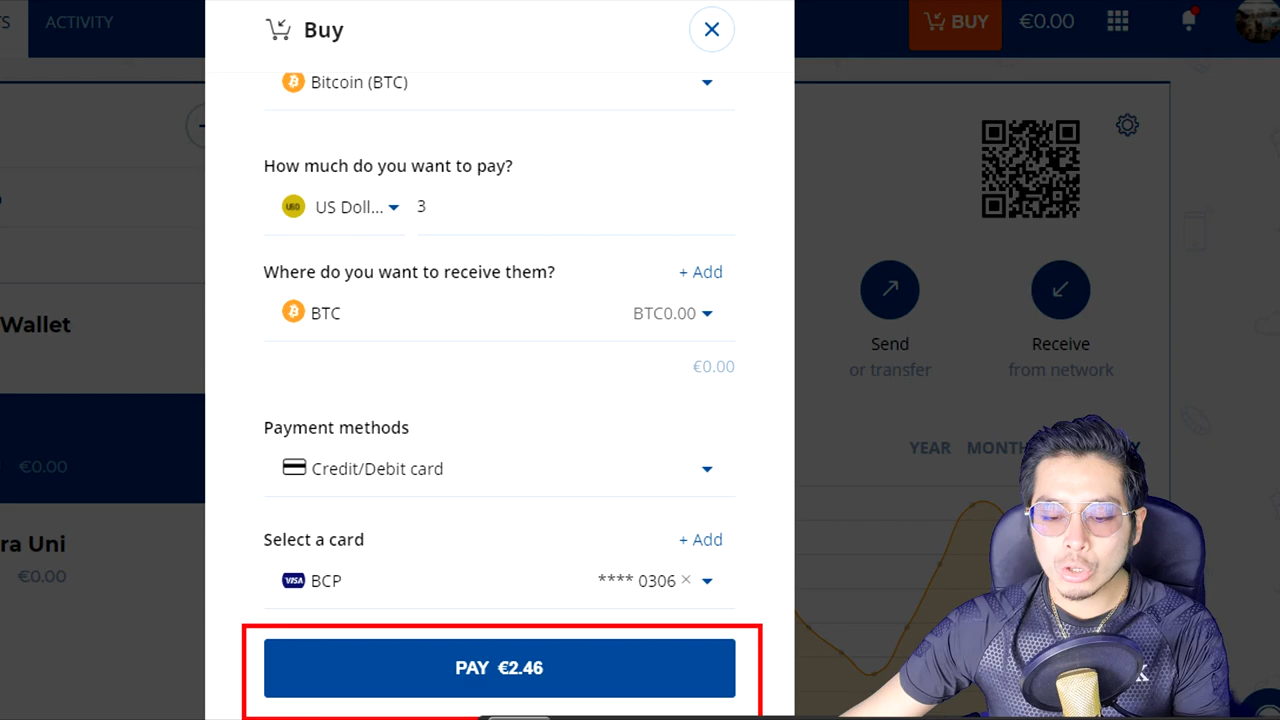 TS
ACTIVITY
Buy
BUY
€0.00
Bitcoin (BTC)
How much do you want to pay?
USD
US Doll...
3
Where do you want to receive them?
+ Add
BTC
BTC0.00
€0.00
Payment methods
Credit/Debit card
Select a card
+ Add
VISA
BCP
**** 0306 ×
PAY €2.46
Wallet
€0.00
ra Uni
€0.00
Send
or transfer
Receive
from network
YEAR
MONTH